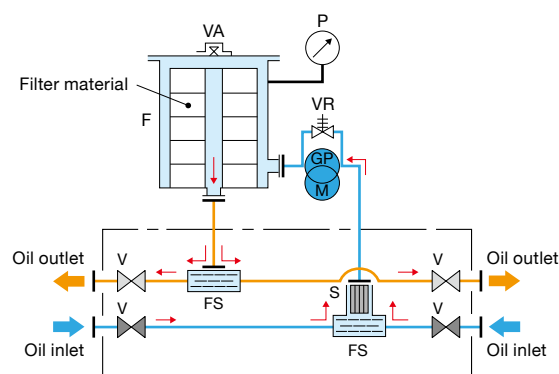 VA
P
Filter material
F
VR
GP
M
Oil outlet
V
FS
S
V
Oil outlet
Oil inlet
V
FS
V
Oil inlet